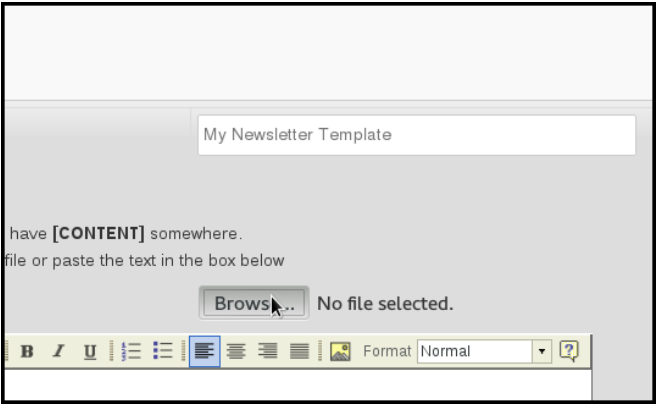 My Newsletter Template
have [CONTENT] somewhere.
file or paste the text in the box below
Brows... No file selected.
B I U Format Normal